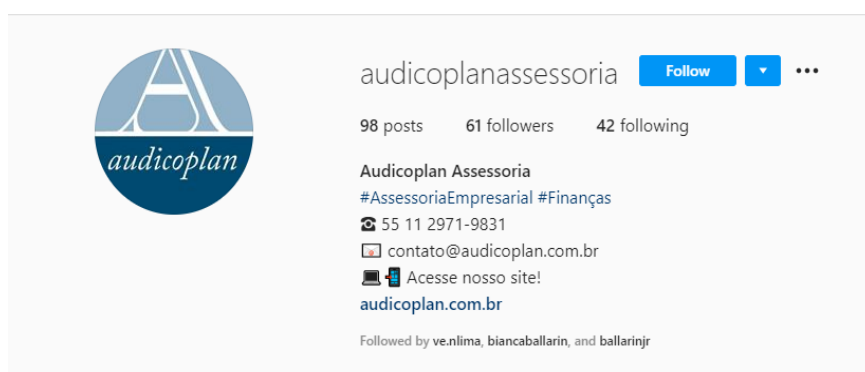 audicoplan
audicoplanassessoria Follow
98 posts 61 followers 42 following
Audicoplan Assessoria
#AssessoriaEmpresarial #Finanças
☎ 55 11 2971-9831
📧 contato@audicoplan.com.br
💻📲 Acesse nosso site!
audicoplan.com.br
Followed by ve.nlima, biancaballarin, and ballarinjr